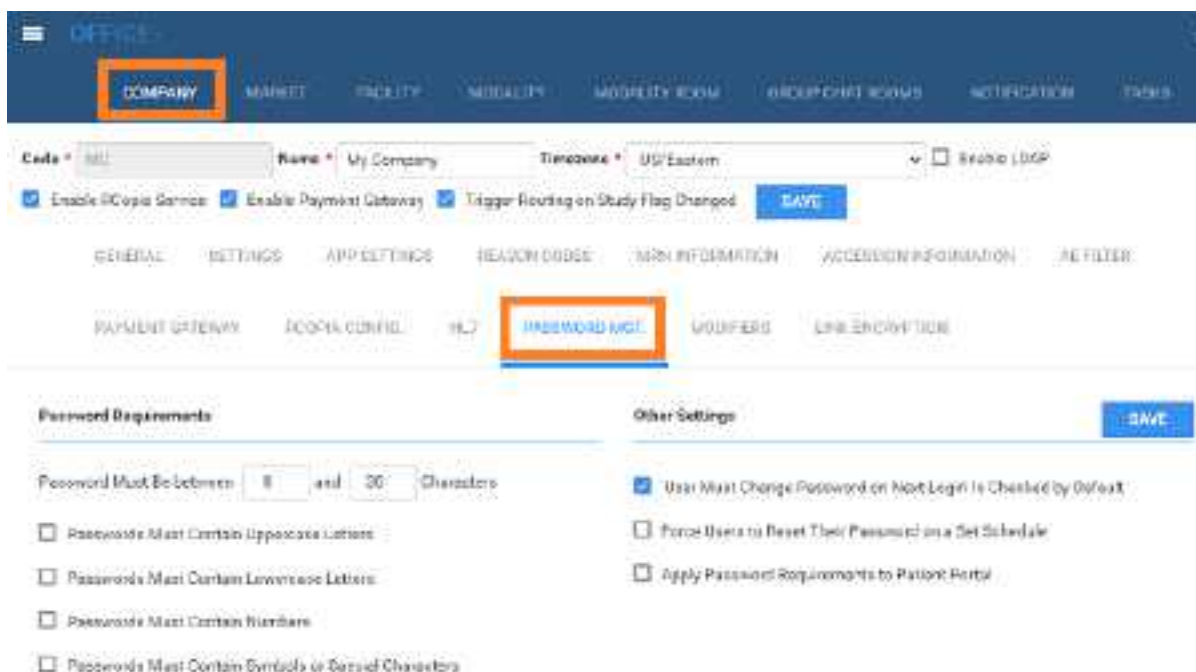 OFFICE
COMPANY MARKET FACILITY MODALITY MODALITY ROOM GROUP CHAT ROOMS NOTIFICATION TASKS
Code * Name * My Company Timezone * US/Eastern Enable LDAP
Enable RCopia Service Enable Payment Gateway Trigger Routing on Study Flag Changed SAVE
GENERAL SETTINGS APP SETTINGS REASON CODES MRN INFORMATION ACCESSION INFORMATION AE FILTER
PAYMENT GATEWAY RCOPIA CONFIG. HL7 PASSWORD MGT. MODIFIERS LINK ENCRYPTION
Password Requirements Other Settings SAVE
Password Must Be between 8 and Characters
User Must Change Password on Next Login Is Checked by Default
Passwords Must Contain Uppercase Letters Force Users to Reset Their Password on a Set Schedule
Passwords Must Contain Lowercase Letters Apply Password Requirements to Patient Portal
Passwords Must Contain Numbers
Passwords Must Contain Symbols or Special Characters